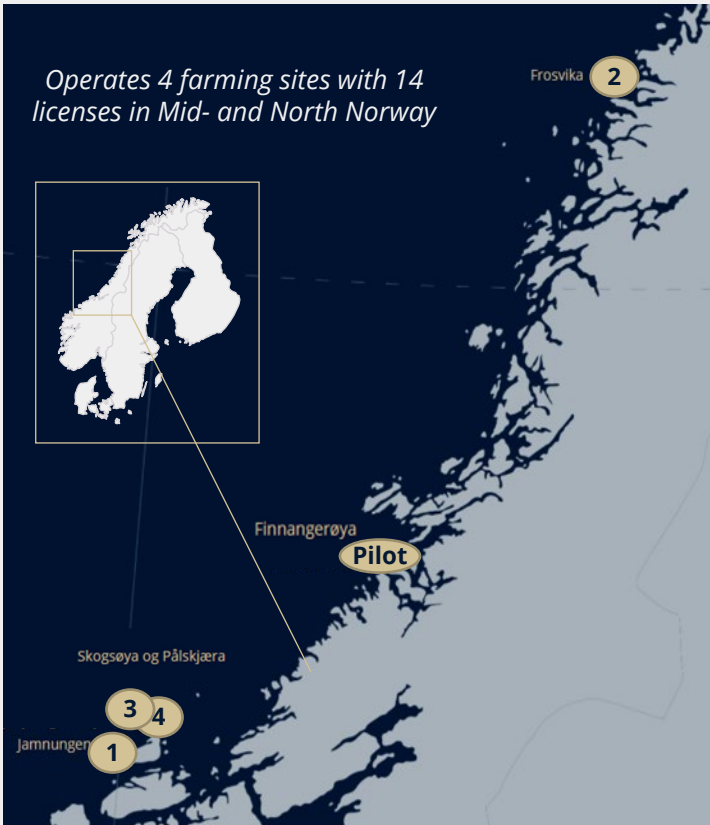 Operates 4 farming sites with 14
licenses in Mid- and North Norway
Frosvika
2
Finnangerøya
Pilot
Skogsøya og Pålskjæra
3
4
Jamnungen
1